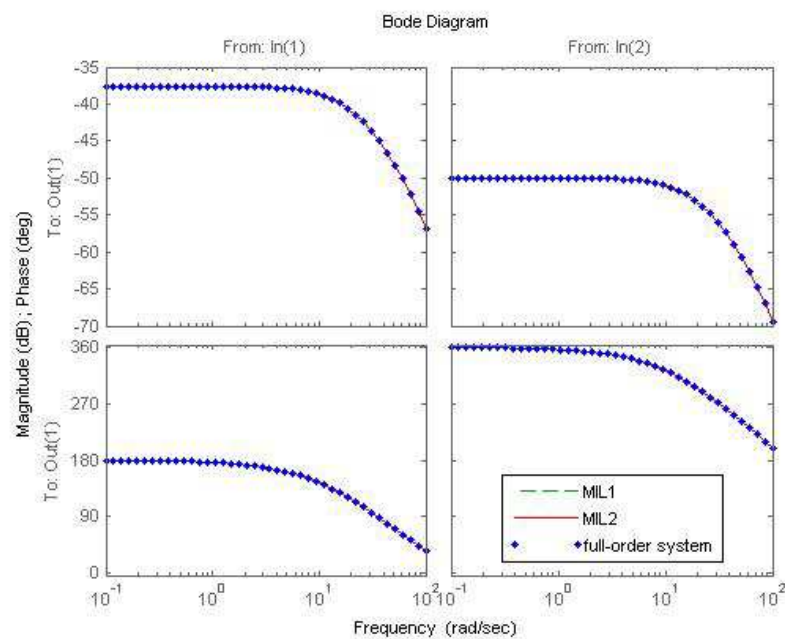 Bode Diagram
From: In(1)
From: In(2)
Magnitude (dB) ; Phase (deg)
To: Out(1)
-35
-40
-45
-50
-55
-60
-65
-70
To: Out(1)
360
270
180
90
0
MIL1
MIL2
full-order system
10^-1
10^0
10^1
10^2
10^-1
10^0
10^1
10^2
Frequency (rad/sec)